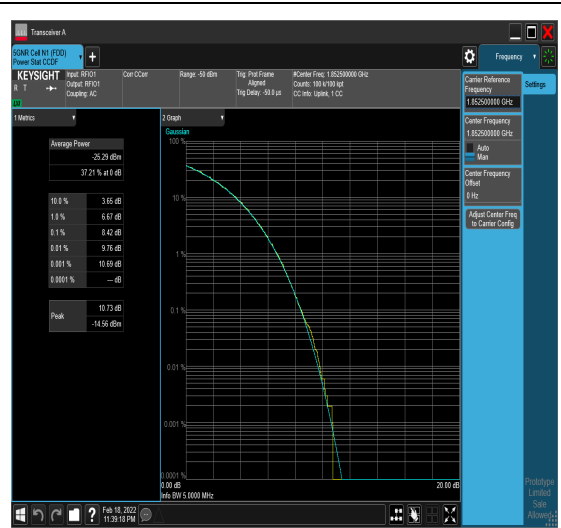 Transceiver A
5GNR Cell N1 (FDD)
Power Stat CCDF
Frequency
KEYSIGHT
R T
LVI
Input: RFIO1
Output: RFIO1
Coupling: AC
Corr CCorr
Range: -50 dBm
Trig: Prot Frame
Aligned
Trig Delay: -50.0 µs
#Center Freq: 1.852500000 GHz
Counts: 100 k/100 kpt
CC Info: Uplink, 1 CC
1 Metrics
Average Power
-25.29 dBm
37.21 % at 0 dB
10.0 % 3.65 dB
1.0 % 6.67 dB
0.1 % 8.42 dB
0.01 % 9.76 dB
0.001 % 10.69 dB
0.0001 % --- dB
Peak
10.73 dB
-14.56 dBm
2 Graph
Gaussian
100 %
10 %
1 %
0.1 %
0.01 %
0.001 %
0.0001 %
0.00 dB
20.00 dB
Info BW 5.0000 MHz
Carrier Reference
Frequency
1.852500000 GHz
Center Frequency
1.852500000 GHz
Auto
Man
Center Frequency
Offset
0 Hz
Adjust Center Freq
to Carrier Config
Settings
Prototype
Limited
Sale
Allowed
?
Feb 18, 2022
11:39:18 PM